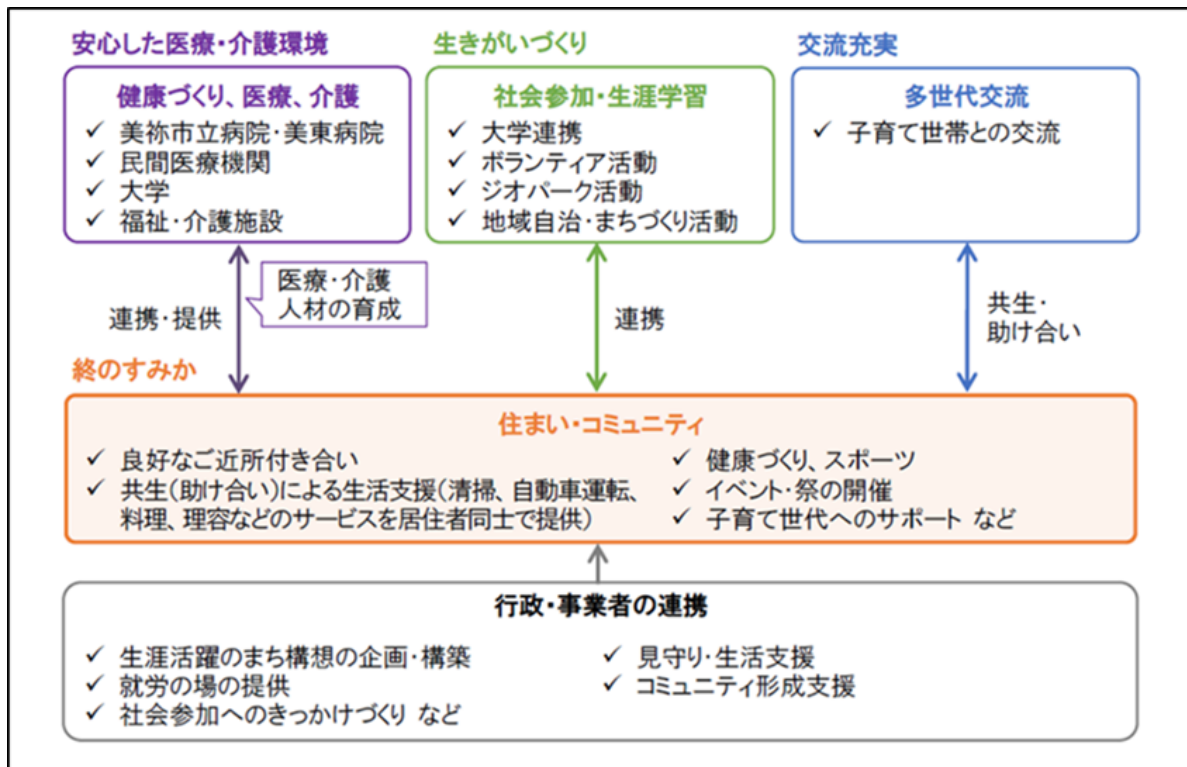 安心した医療・介護環境
健康づくり、医療、介護
✓ 美祢市立病院・美東病院
✓ 民間医療機関
✓ 大学
✓ 福祉・介護施設
生きがいづくり
社会参加・生涯学習
✓ 大学連携
✓ ボランティア活動
✓ ジオパーク活動
✓ 地域自治・まちづくり活動
交流充実
多世代交流
✓ 子育て世帯との交流
連携・提供
医療・介護
人材の育成
連携
共生・
助け合い
終のすみか
住まい・コミュニティ
✓ 良好なご近所付き合い
✓ 共生(助け合い)による生活支援(清掃、自動車運転、
料理、理容などのサービスを居住者同士で提供)
✓ 健康づくり、スポーツ
✓ イベント・祭の開催
✓ 子育て世代へのサポート など
行政・事業者の連携
✓ 生涯活躍のまち構想の企画・構築
✓ 就労の場の提供
✓ 社会参加へのきっかけづくり など
✓ 見守り・生活支援
✓ コミュニティ形成支援